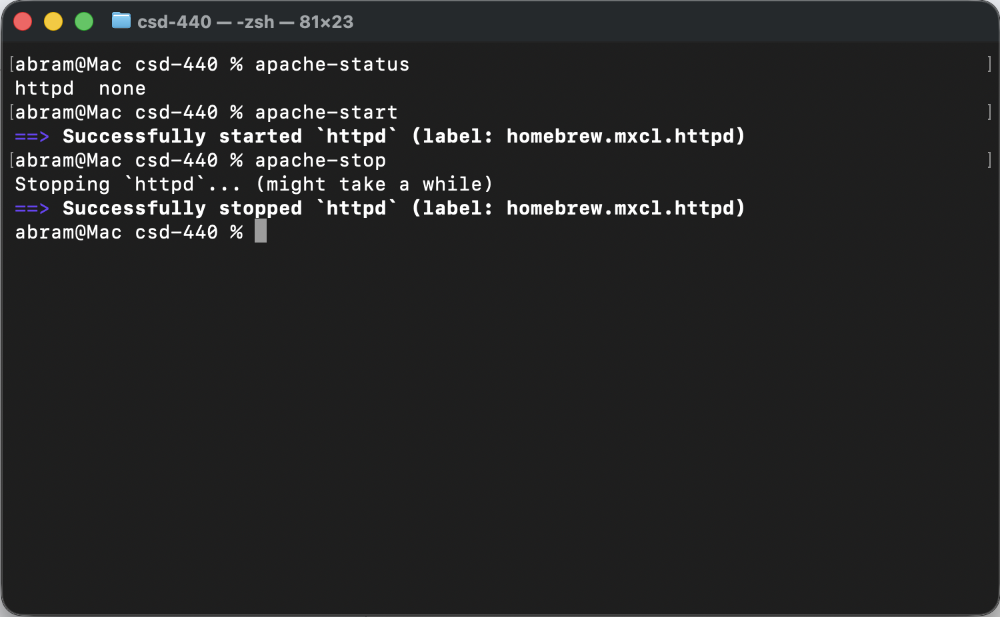 csd-440 — -zsh — 81×23
[abram@Mac csd-440 % apache-status ]
httpd  none
[abram@Mac csd-440 % apache-start ]
==> Successfully started `httpd` (label: homebrew.mxcl.httpd)
[abram@Mac csd-440 % apache-stop ]
Stopping `httpd`... (might take a while)
==> Successfully stopped `httpd` (label: homebrew.mxcl.httpd)
abram@Mac csd-440 %